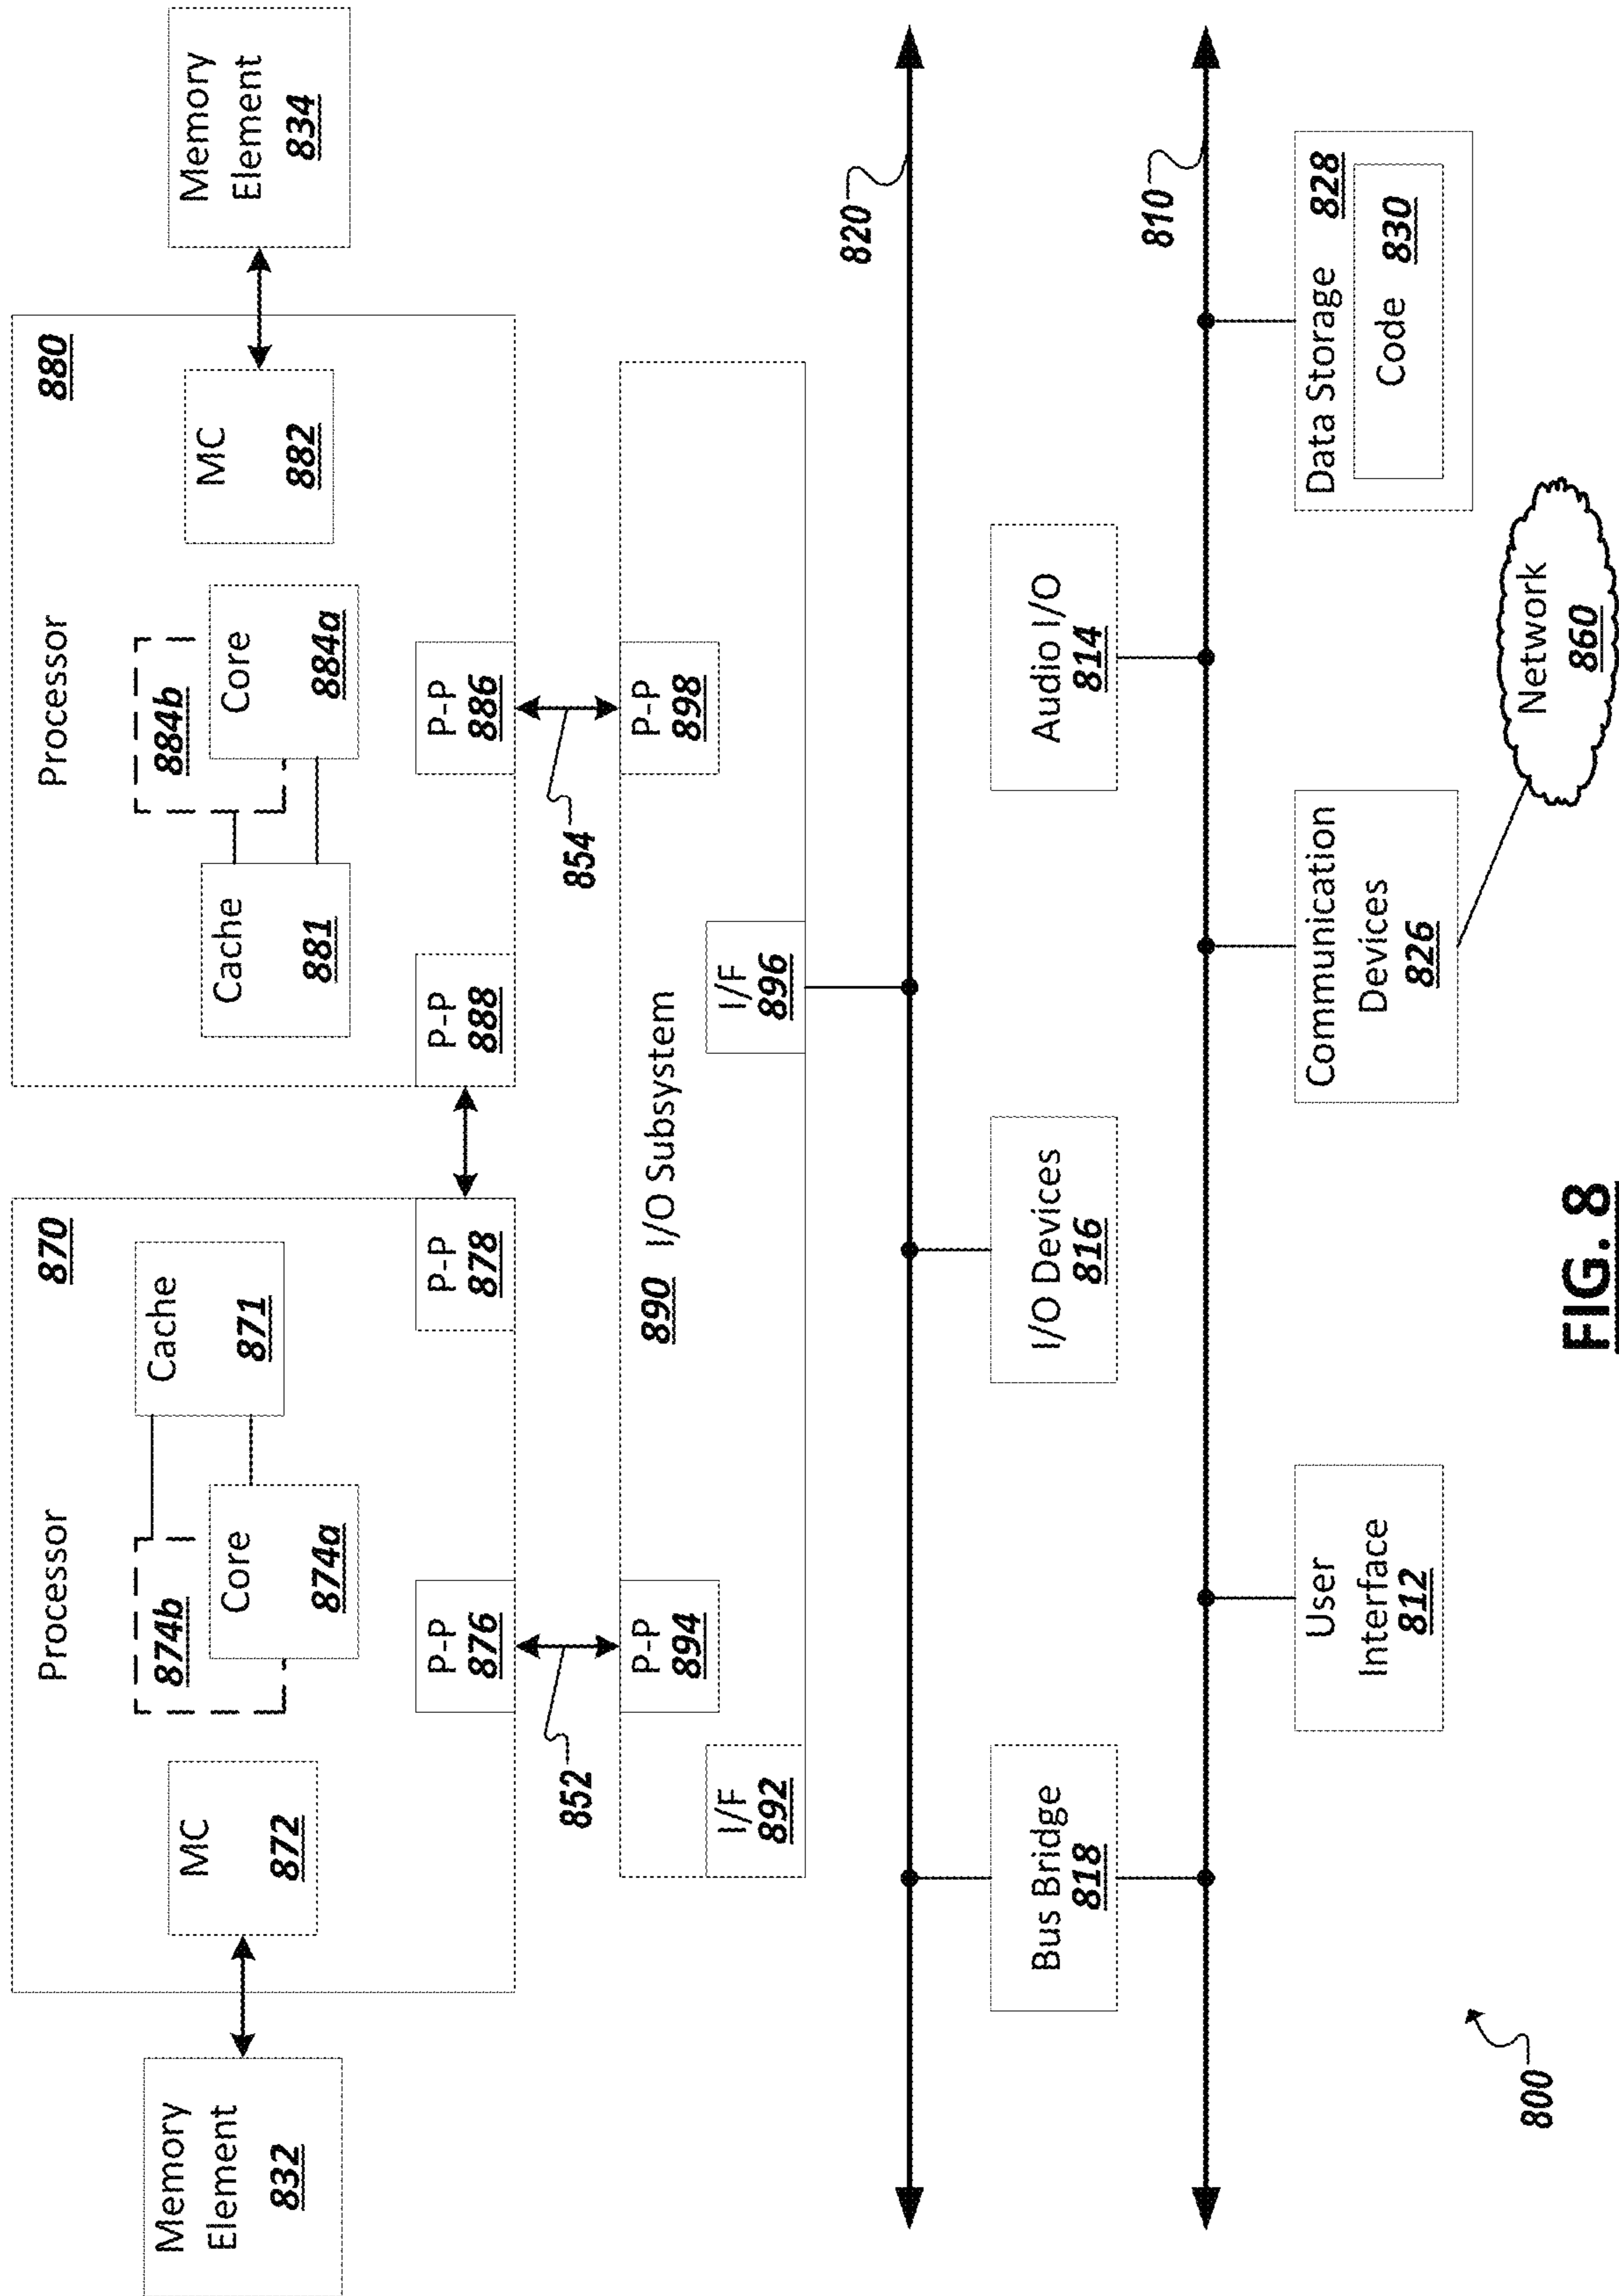 Memory
Element
832
Processor
870
MC
872
874b
Core
874a
Cache
871
P-P
876
P-P
878
Processor
880
Cache
881
884b
Core
884a
MC
882
P-P
888
P-P
886
Memory
Element
834
852
854
P-P
894
890 I/O Subsystem
P-P
898
I/F
892
I/F
896
820
Bus Bridge
818
I/O Devices
816
Audio I/O
814
810
User
Interface
812
Communication
Devices
826
Data Storage
828
Code
830
Network
860
800
FIG. 8